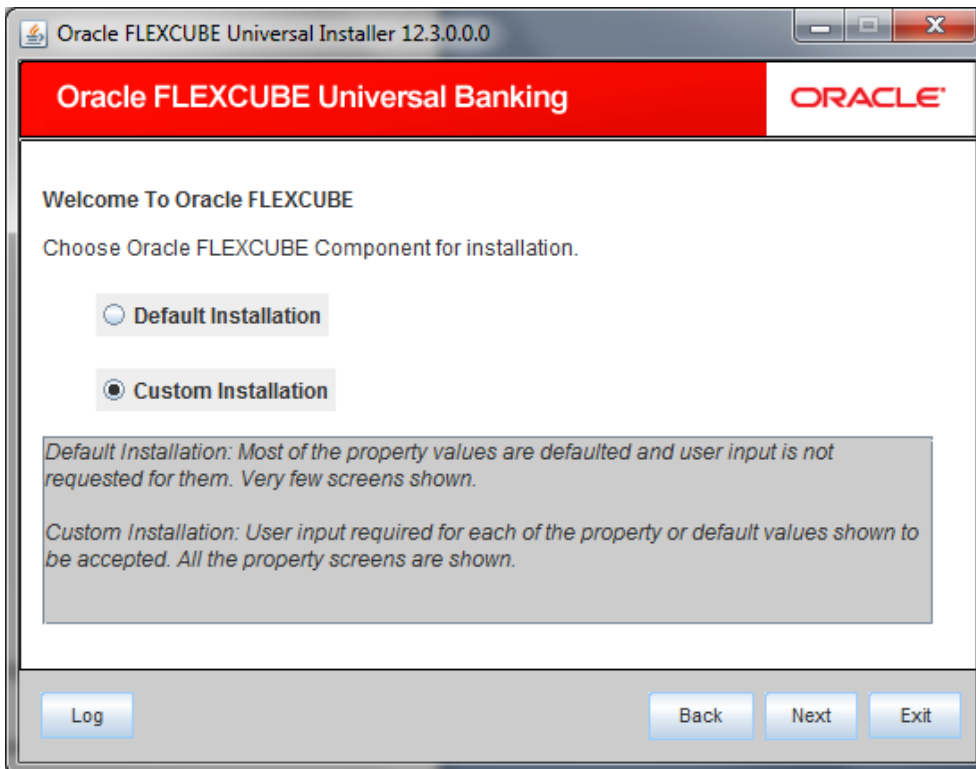 Oracle FLEXCUBE Universal Installer 12.3.0.0.0
Oracle FLEXCUBE Universal Banking
ORACLE
Welcome To Oracle FLEXCUBE
Choose Oracle FLEXCUBE Component for installation.
Default Installation
Custom Installation
Default Installation: Most of the property values are defaulted and user input is not
requested for them. Very few screens shown.
Custom Installation: User input required for each of the property or default values shown to
be accepted. All the property screens are shown.
Log
Back
Next
Exit